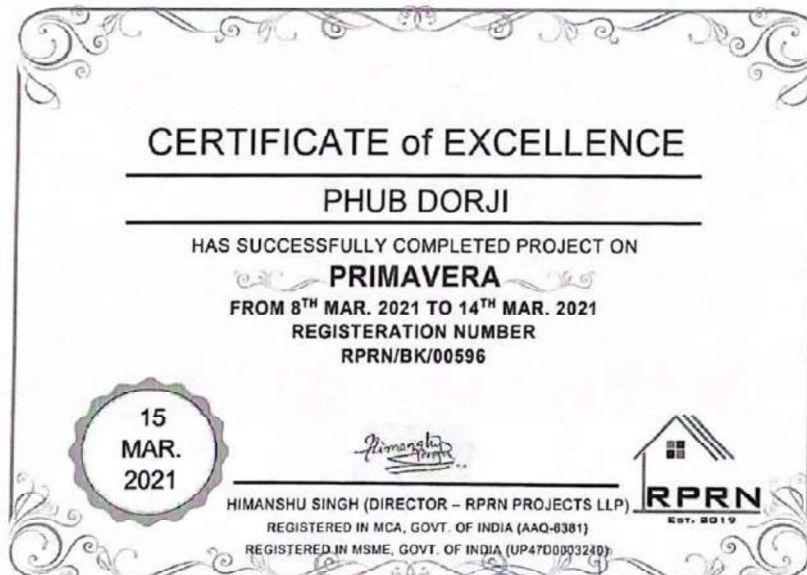 CERTIFICATE of EXCELLENCE
PHUB DORJI
HAS SUCCESSFULLY COMPLETED PROJECT ON
PRIMAVERA
FROM 8TH MAR. 2021 TO 14TH MAR. 2021
REGISTERATION NUMBER
RPRN/BK/00596
15
MAR.
2021
Himanshu
HIMANSHU SINGH (DIRECTOR – RPRN PROJECTS LLP)
REGISTERED IN MCA, GOVT. OF INDIA (AAQ-6381)
REGISTERED IN MSME, GOVT. OF INDIA (UP47D0003240)
RPRN
EST. 2019